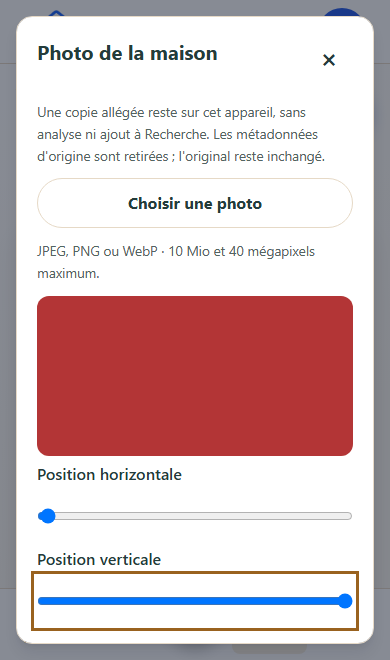 Photo de la maison
×
Une copie allégée reste sur cet appareil, sans
analyse ni ajout à Recherche. Les métadonnées
d'origine sont retirées ; l'original reste inchangé.
Choisir une photo
JPEG, PNG ou WebP · 10 Mio et 40 mégapixels
maximum.
Position horizontale
Position verticale